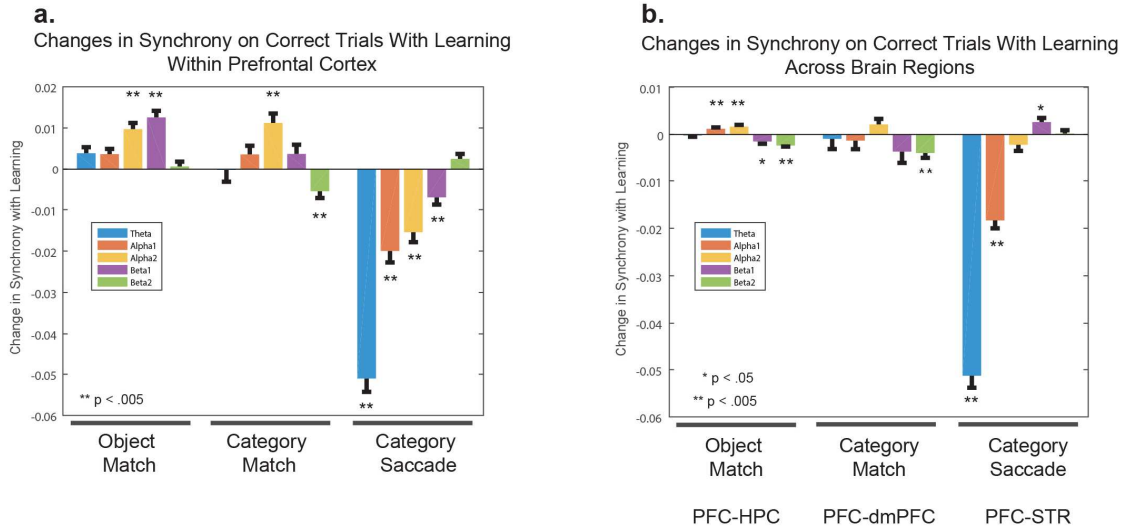 a.
Changes in Synchrony on Correct Trials With Learning
Within Prefrontal Cortex
0.02
0.01
0
-0.01
-0.02
-0.03
-0.04
-0.05
-0.06
Change in Synchrony with Learning
** **
**
**
**
**
**
**
Theta
Alpha1
Alpha2
Beta1
Beta2
** p < .005
Object
Match
Category
Match
Category
Saccade
b.
Changes in Synchrony on Correct Trials With Learning
Across Brain Regions
0.01
0
-0.01
-0.02
-0.03
-0.04
-0.05
-0.06
Change in Synchrony with Learning
** **
* **
**
*
**
**
Theta
Alpha1
Alpha2
Beta1
Beta2
* p < .05
** p < .005
Object
Match
Category
Match
Category
Saccade
PFC-HPC
PFC-dmPFC
PFC-STR